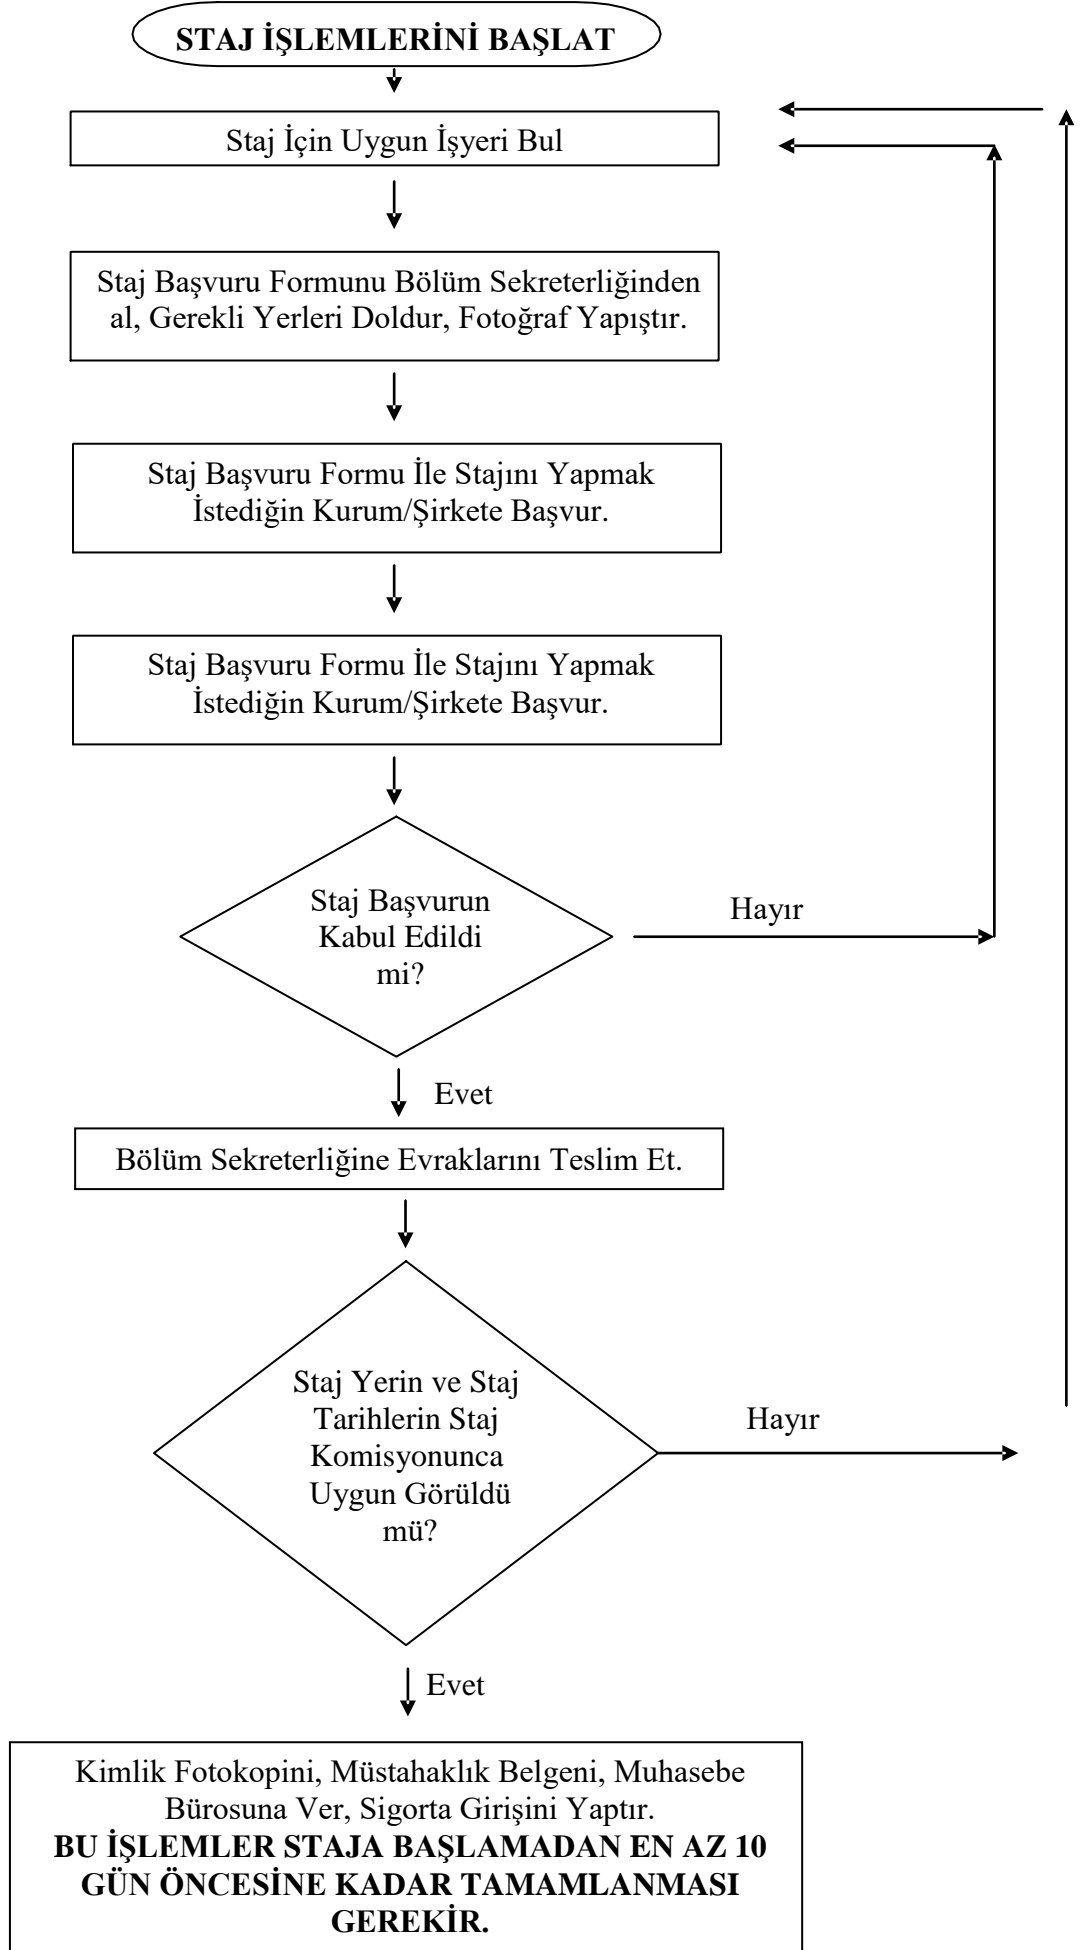 STAJ İŞLEMLERİNİ BAŞLAT
Staj İçin Uygun İşyeri Bul
Staj Başvuru Formunu Bölüm Sekreterliğinden
al, Gerekli Yerleri Doldur, Fotoğraf Yapıştır.
Staj Başvuru Formu İle Stajını Yapmak
İstediğin Kurum/Şirkete Başvur.
Staj Başvuru Formu İle Stajını Yapmak
İstediğin Kurum/Şirkete Başvur.
Staj Başvurun
Kabul Edildi
mi?
Hayır
Evet
Bölüm Sekreterliğine Evraklarını Teslim Et.
Staj Yerin ve Staj
Tarihlerin Staj
Komisyonunca
Uygun Görüldü
mü?
Hayır
Evet
Kimlik Fotokopini, Müstahaklık Belgeni, Muhasebe
Bürosuna Ver, Sigorta Girişini Yaptır.
BU İŞLEMLER STAJA BAŞLAMADAN EN AZ 10
GÜN ÖNCESİNE KADAR TAMAMLANMASI
GEREKİR.